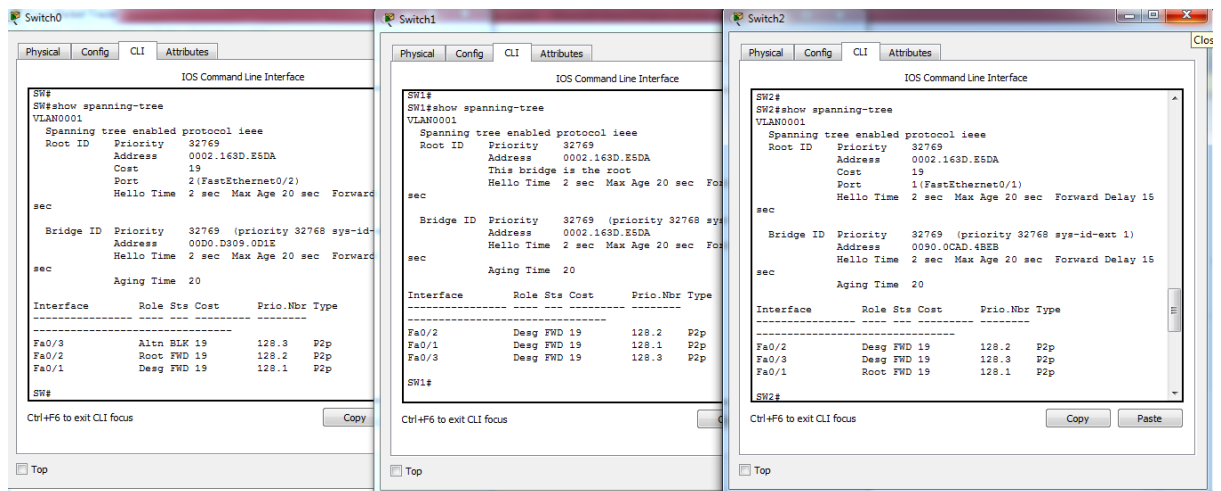 Switch0
Physical Config CLI Attributes
IOS Command Line Interface
SW#
SW#show spanning-tree
VLAN0001
Spanning tree enabled protocol ieee
Root ID Priority 32769
Address 0002.163D.E5DA
Cost 19
Port 2(FastEthernet0/2)
Hello Time 2 sec Max Age 20 sec Forward
sec
Bridge ID Priority 32769 (priority 32768 sys-id-
Address 00D0.D309.0D1E
Hello Time 2 sec Max Age 20 sec Forward
sec
Aging Time 20
Interface Role Sts Cost Prio.Nbr Type
---------------- ---- --- --------- --------
--------------------------------
Fa0/3 Altn BLK 19 128.3 P2p
Fa0/2 Root FWD 19 128.2 P2p
Fa0/1 Desg FWD 19 128.1 P2p
SW#
Ctrl+F6 to exit CLI focus
Copy
Top
Switch1
Physical Config CLI Attributes
IOS Command Line Interface
SW1#
SW1#show spanning-tree
VLAN0001
Spanning tree enabled protocol ieee
Root ID Priority 32769
Address 0002.163D.E5DA
This bridge is the root
Hello Time 2 sec Max Age 20 sec For
sec
Bridge ID Priority 32769 (priority 32768 sys
Address 0002.163D.E5DA
Hello Time 2 sec Max Age 20 sec For
sec
Aging Time 20
Interface Role Sts Cost Prio.Nbr Type
---------------- ---- --- --------- --------
--------------------------------
Fa0/2 Desg FWD 19 128.2 P2p
Fa0/1 Desg FWD 19 128.1 P2p
Fa0/3 Desg FWD 19 128.3 P2p
SW1#
Ctrl+F6 to exit CLI focus
Top
Switch2
Clos
Physical Config CLI Attributes
IOS Command Line Interface
SW2#
SW2#show spanning-tree
VLAN0001
Spanning tree enabled protocol ieee
Root ID Priority 32769
Address 0002.163D.E5DA
Cost 19
Port 1(FastEthernet0/1)
Hello Time 2 sec Max Age 20 sec Forward Delay 15
sec
Bridge ID Priority 32769 (priority 32768 sys-id-ext 1)
Address 0090.0CAD.4BEB
Hello Time 2 sec Max Age 20 sec Forward Delay 15
sec
Aging Time 20
Interface Role Sts Cost Prio.Nbr Type
---------------- ---- --- --------- --------
--------------------------------
Fa0/2 Desg FWD 19 128.2 P2p
Fa0/3 Desg FWD 19 128.3 P2p
Fa0/1 Root FWD 19 128.1 P2p
SW2#
Ctrl+F6 to exit CLI focus
Copy Paste
Top